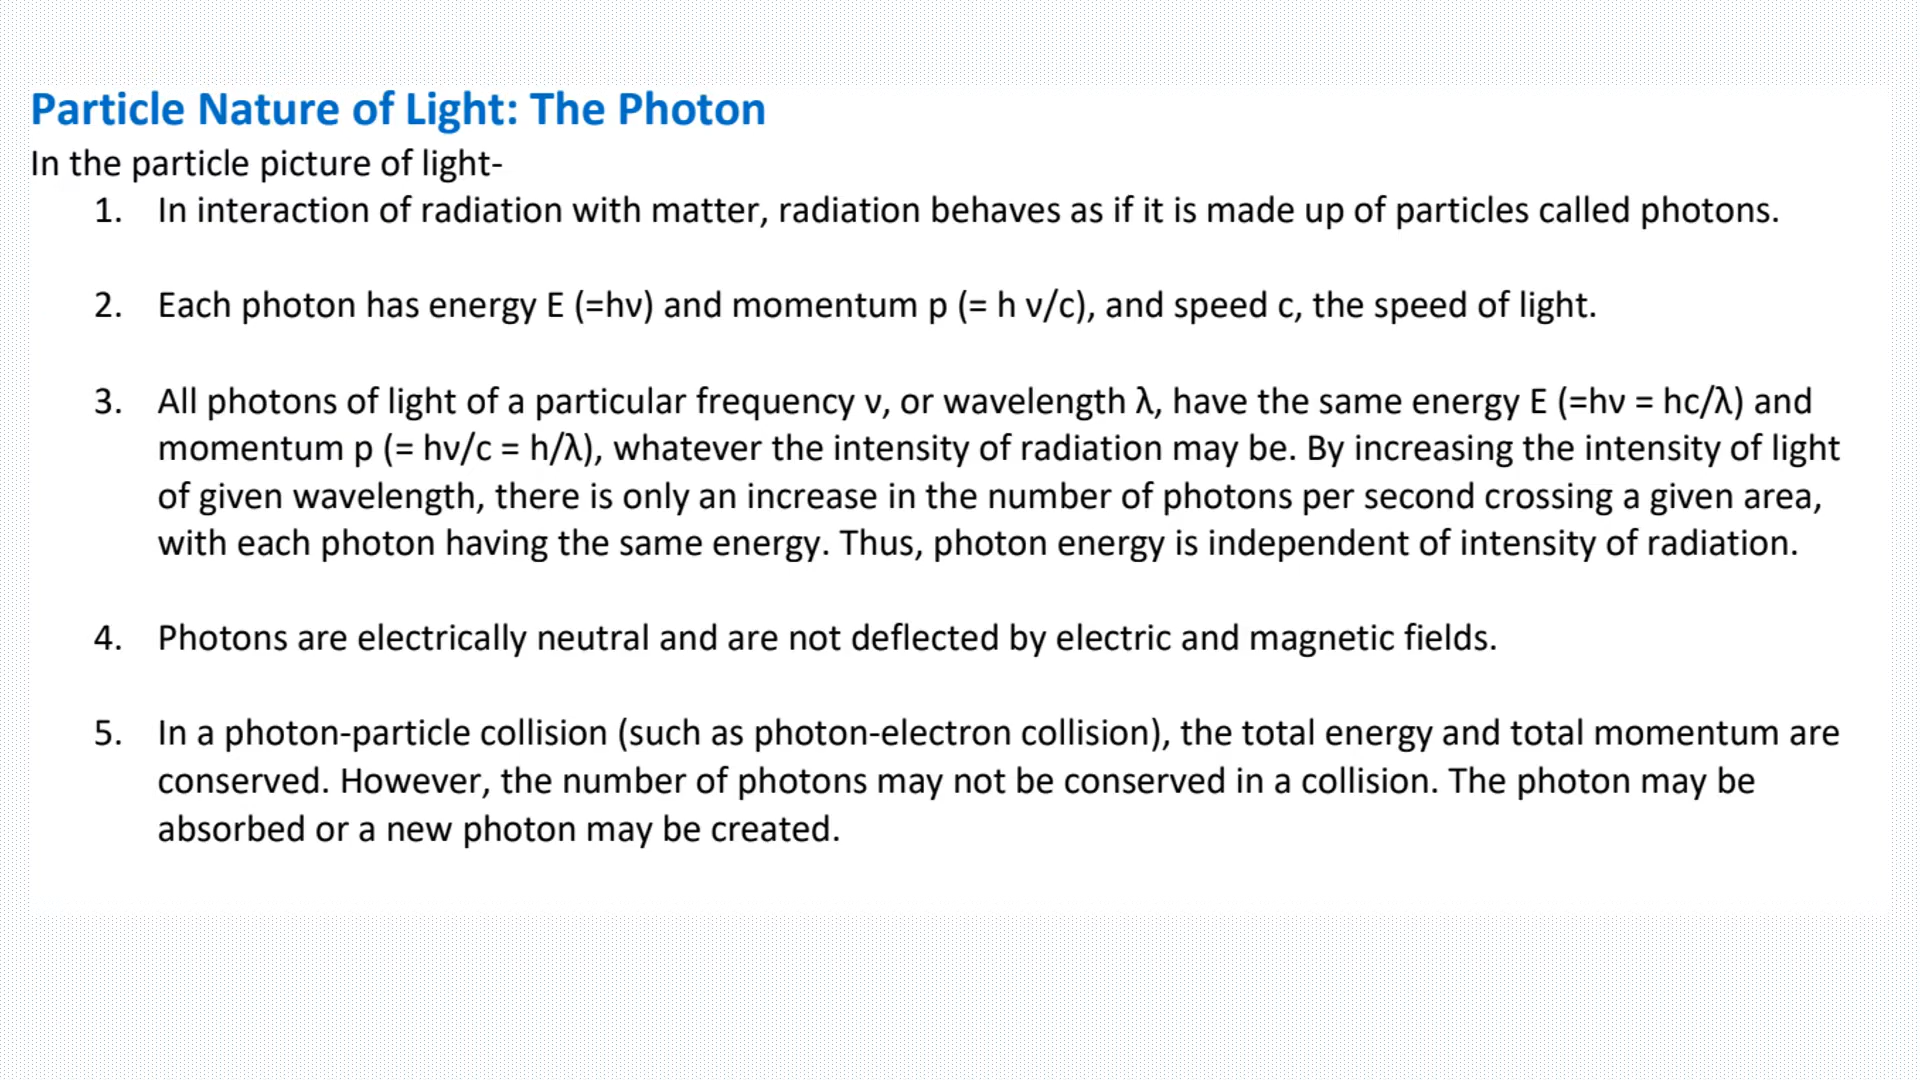 Particle Nature of Light: The Photon
In the particle picture of light-
1. In interaction of radiation with matter, radiation behaves as if it is made up of particles called photons.
2. Each photon has energy E (=hν) and momentum p (= h ν/c), and speed c, the speed of light.
3. All photons of light of a particular frequency ν, or wavelength λ, have the same energy E (=hν = hc/λ) and
momentum p (= hν/c = h/λ), whatever the intensity of radiation may be. By increasing the intensity of light
of given wavelength, there is only an increase in the number of photons per second crossing a given area,
with each photon having the same energy. Thus, photon energy is independent of intensity of radiation.
4. Photons are electrically neutral and are not deflected by electric and magnetic fields.
5. In a photon-particle collision (such as photon-electron collision), the total energy and total momentum are
conserved. However, the number of photons may not be conserved in a collision. The photon may be
absorbed or a new photon may be created.